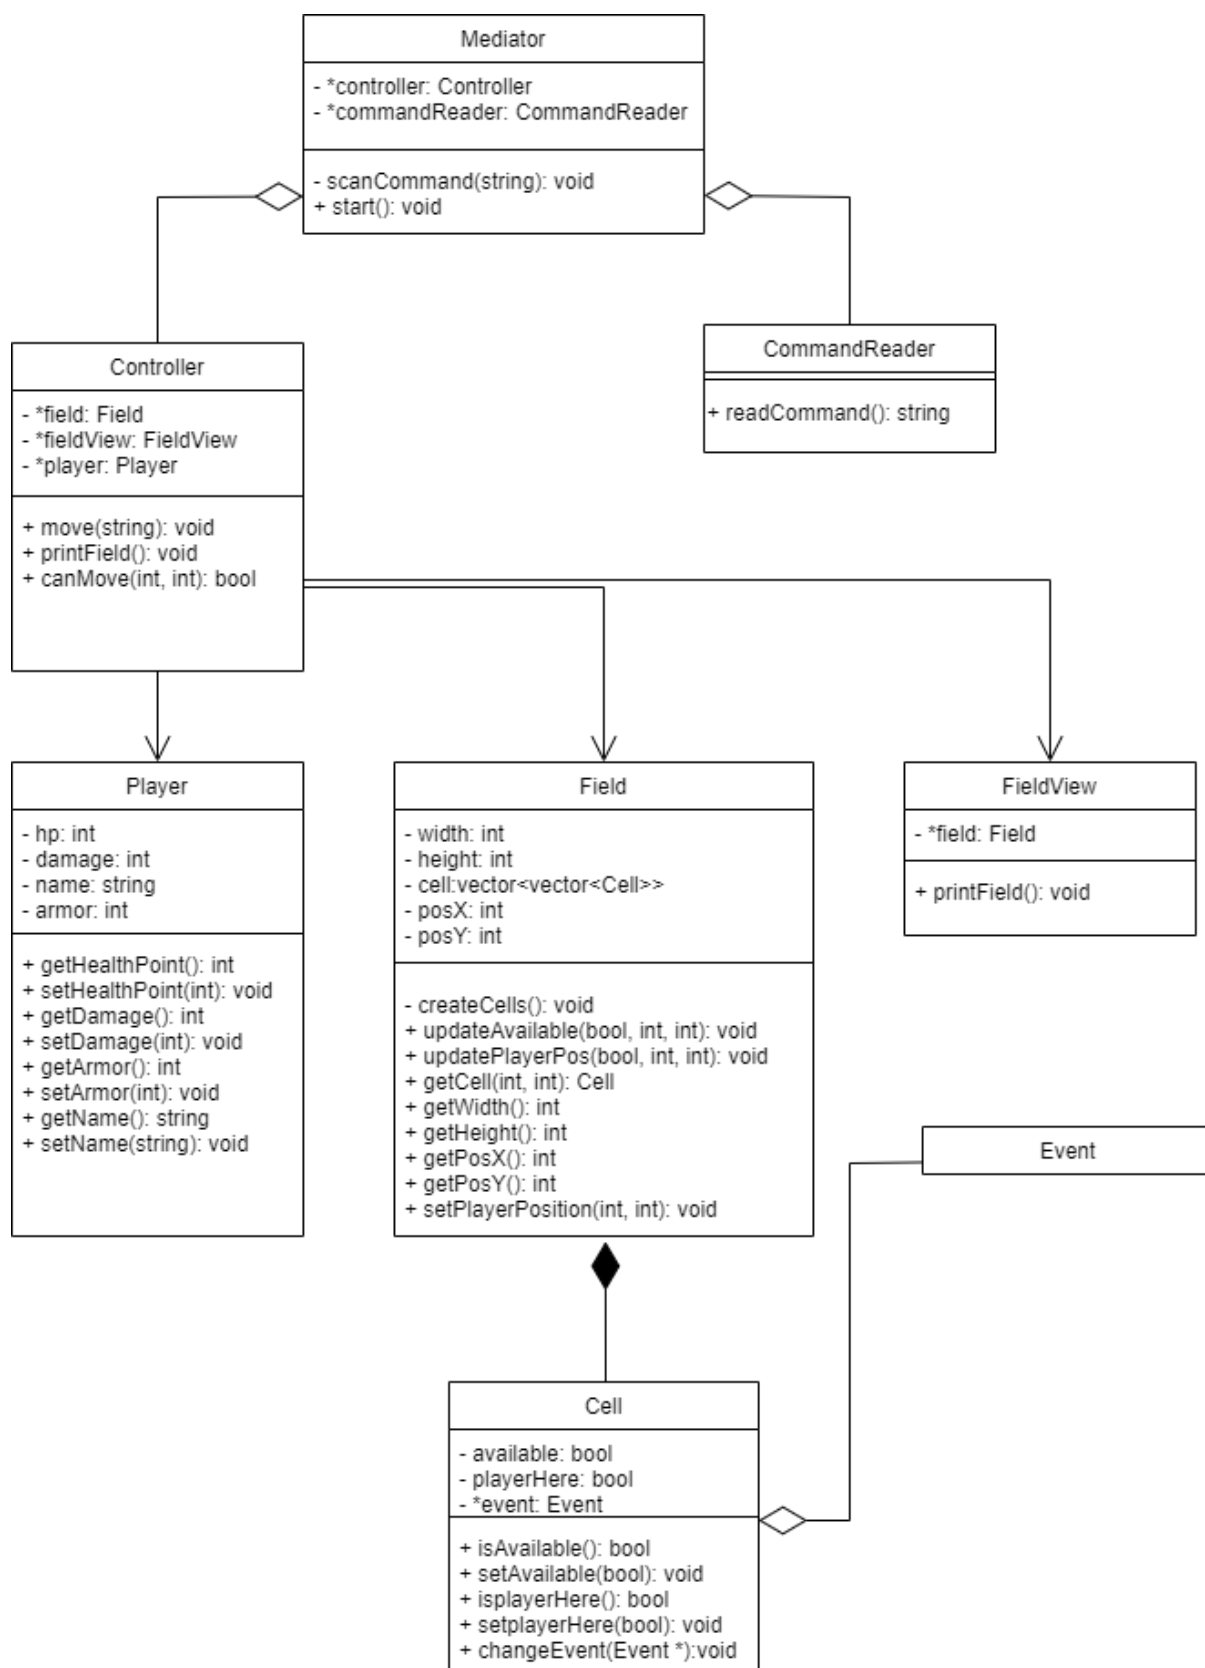 Mediator
- *controller: Controller
- *commandReader: CommandReader
- scanCommand(string): void
+ start(): void
Controller
- *field: Field
- *fieldView: FieldView
- *player: Player
+ move(string): void
+ printField(): void
+ canMove(int, int): bool
CommandReader
+ readCommand(): string
Player
- hp: int
- damage: int
- name: string
- armor: int
+ getHealthPoint(): int
+ setHealthPoint(int): void
+ getDamage(): int
+ setDamage(int): void
+ getArmor(): int
+ setArmor(int): void
+ getName(): string
+ setName(string): void
Field
- width: int
- height: int
- cell:vector<vector<Cell>>
- posX: int
- posY: int
- createCells(): void
+ updateAvailable(bool, int, int): void
+ updatePlayerPos(bool, int, int): void
+ getCell(int, int): Cell
+ getWidth(): int
+ getHeight(): int
+ getPosX(): int
+ getPosY(): int
+ setPlayerPosition(int, int): void
FieldView
- *field: Field
+ printField(): void
Event
Cell
- available: bool
- playerHere: bool
- *event: Event
+ isAvailable(): bool
+ setAvailable(bool): void
+ isplayerHere(): bool
+ setplayerHere(bool): void
+ changeEvent(Event *):void